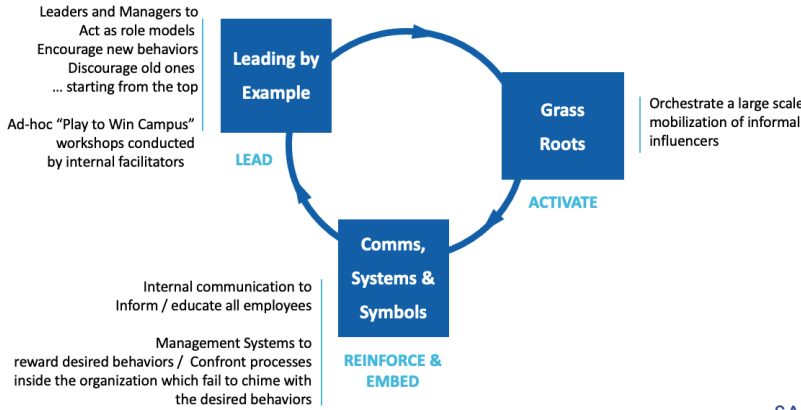 Leaders and Managers to
Act as role models
Encourage new behaviors
Discourage old ones
... starting from the top
Ad-hoc “Play to Win Campus”
workshops conducted
by internal facilitators
Leading by
Example
LEAD
Grass
Roots
ACTIVATE
Orchestrate a large scale
mobilization of informal
influencers
Comms,
Systems &
Symbols
REINFORCE &
EMBED
Internal communication to
Inform / educate all employees
Management Systems to
reward desired behaviors / Confront processes
inside the organization which fail to chime with
the desired behaviors